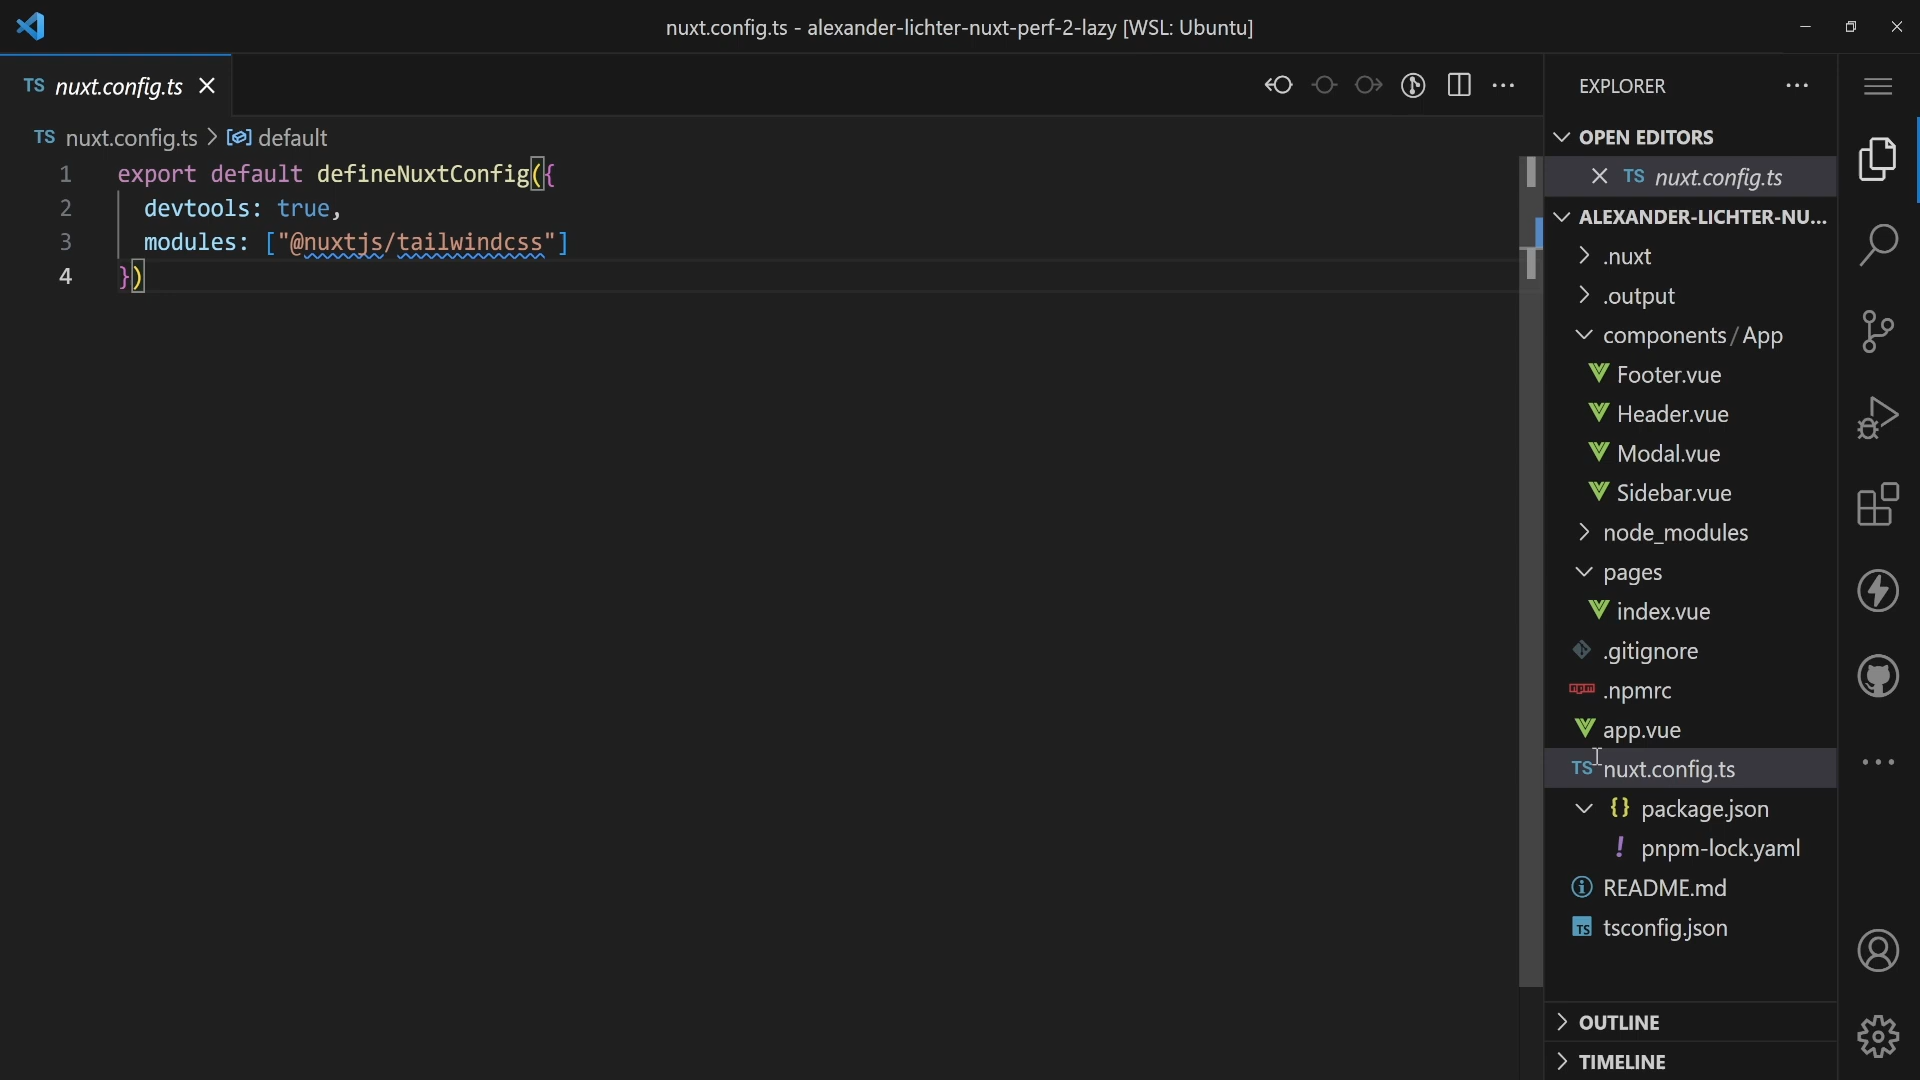 nuxt.config.ts - alexander-lichter-nuxt-perf-2-lazy [WSL: Ubuntu]
TS nuxt.config.ts
TS nuxt.config.ts > default
1 export default defineNuxtConfig({
2 devtools: true,
3 modules: ["@nuxtjs/tailwindcss"]
4 })
EXPLORER
OPEN EDITORS
TS nuxt.config.ts
ALEXANDER-LICHTER-NU...
.nuxt
.output
components / App
Footer.vue
Header.vue
Modal.vue
Sidebar.vue
node_modules
pages
index.vue
.gitignore
npm .npmrc
app.vue
TS nuxt.config.ts
{} package.json
! pnpm-lock.yaml
README.md
TS tsconfig.json
OUTLINE
TIMELINE